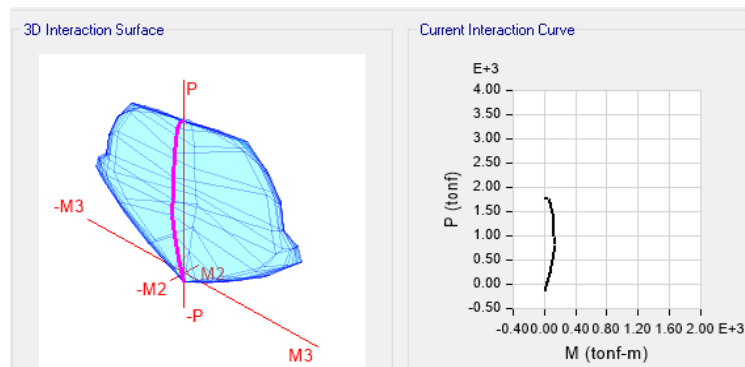 3D Interaction Surface
P
-M3
M2
-M2
-P
M3
Current Interaction Curve
E+3
4.00
3.50
3.00
2.50
2.00
1.50
1.00
0.50
0.00
-0.50
P (tonf)
-0.400.00 0.40 0.80 1.20 1.60 2.00 E+3
M (tonf-m)